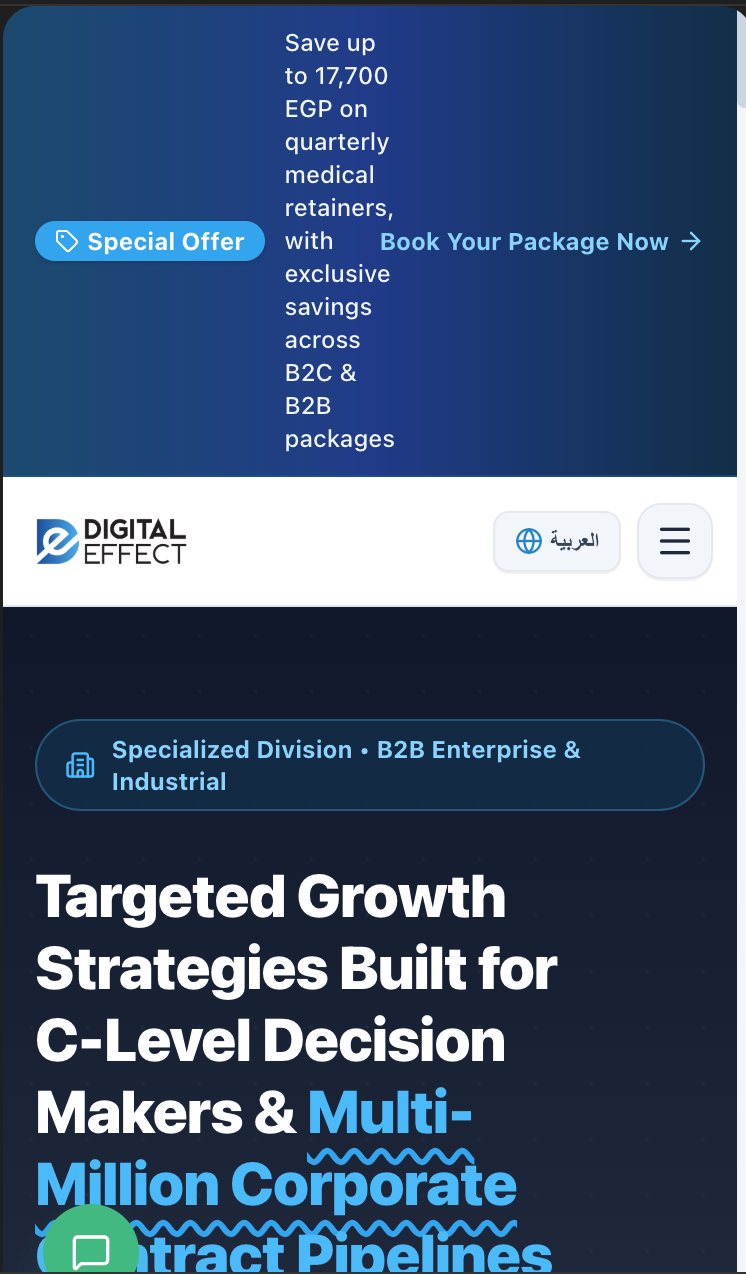 Save up
to 17,700
EGP on
quarterly
medical
retainers,
with
exclusive
savings
across
B2C &
B2B
packages
Special Offer
Book Your Package Now
DIGITAL
EFFECT
العربية
Specialized Division • B2B Enterprise &
Industrial
Targeted Growth
Strategies Built for
C-Level Decision
Makers & Multi-
Million Corporate
Pipelines